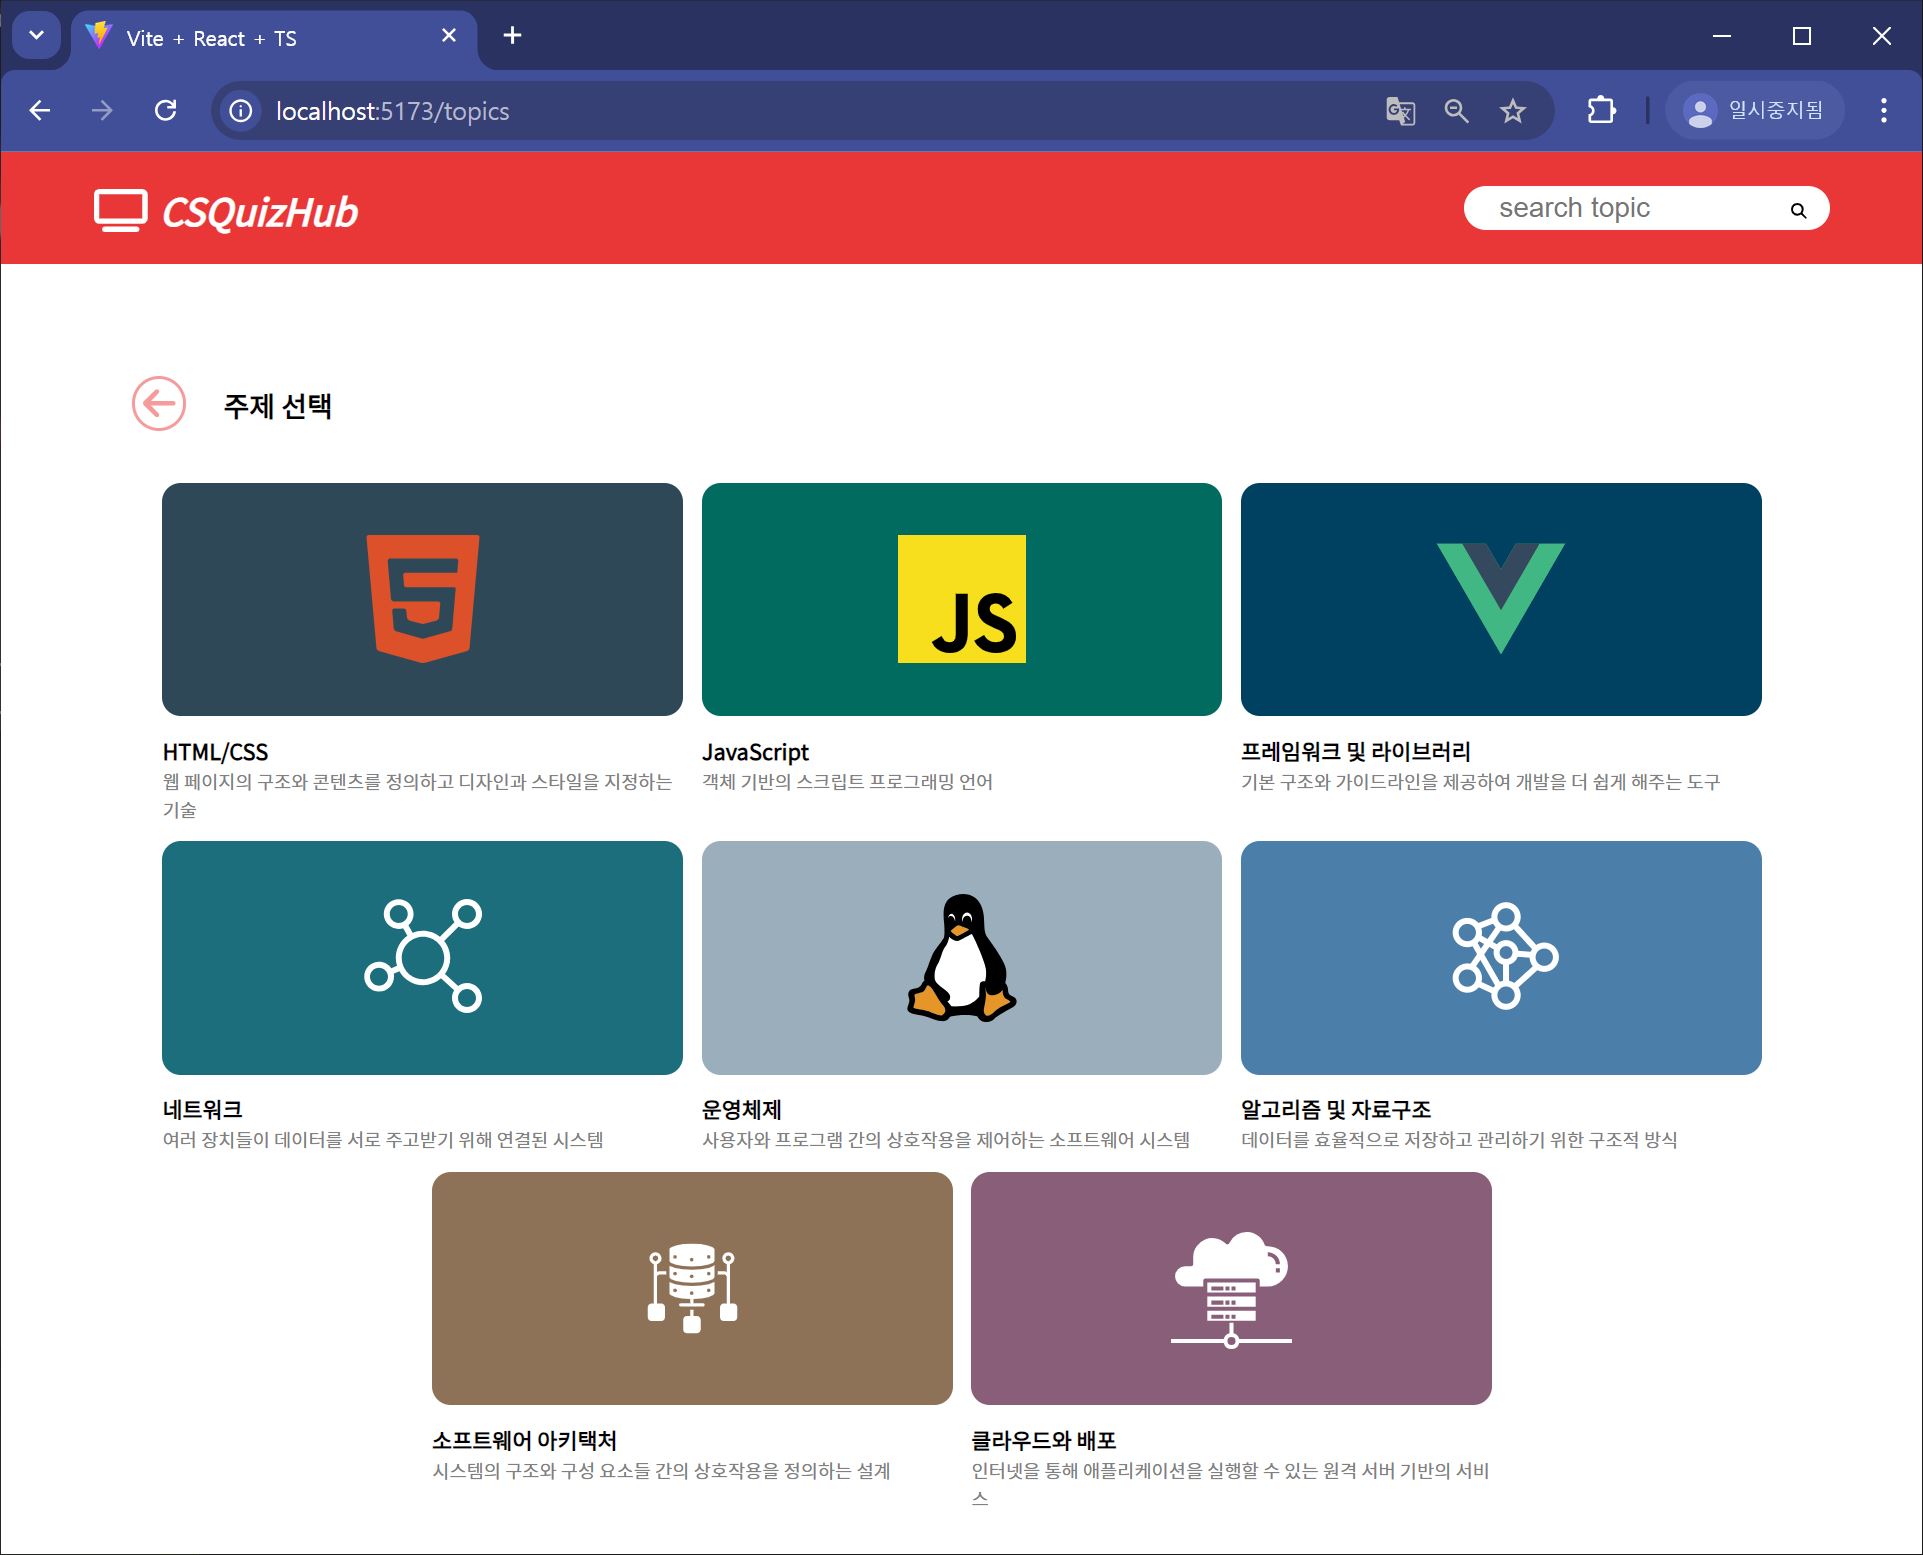 Vite + React + TS
localhost:5173/topics
일시중지됨
CSQuizHub
search topic
주제 선택
JS
HTML/CSS
웹 페이지의 구조와 콘텐츠를 정의하고 디자인과 스타일을 지정하는
기술
JavaScript
객체 기반의 스크립트 프로그래밍 언어
프레임워크 및 라이브러리
기본 구조와 가이드라인을 제공하여 개발을 더 쉽게 해주는 도구
네트워크
여러 장치들이 데이터를 서로 주고받기 위해 연결된 시스템
운영체제
사용자와 프로그램 간의 상호작용을 제어하는 소프트웨어 시스템
알고리즘 및 자료구조
데이터를 효율적으로 저장하고 관리하기 위한 구조적 방식
소프트웨어 아키택처
시스템의 구조와 구성 요소들 간의 상호작용을 정의하는 설계
클라우드와 배포
인터넷을 통해 애플리케이션을 실행할 수 있는 원격 서버 기반의 서비
스